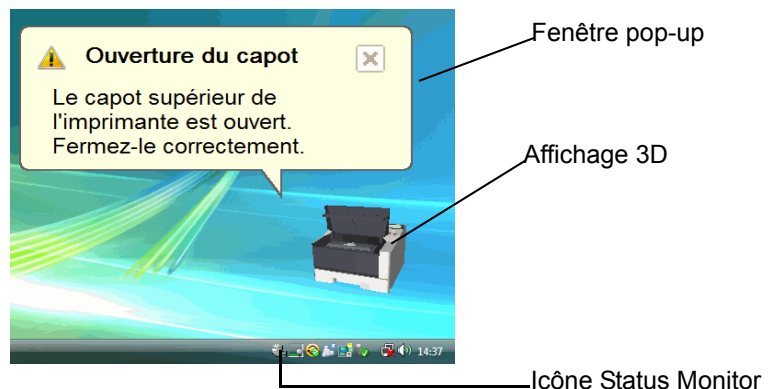 Ouverture du capot
Le capot supérieur de
l'imprimante est ouvert.
Fermez-le correctement.
Fenêtre pop-up
Affichage 3D
14:37
Icône Status Monitor